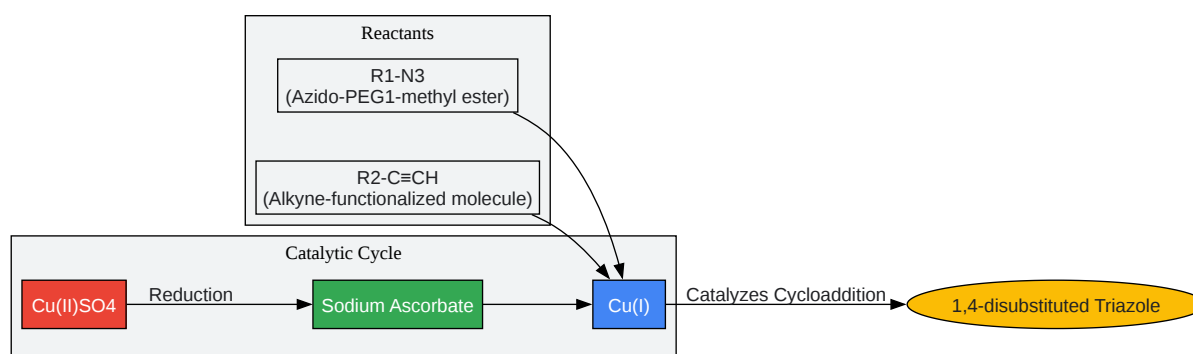 Reactants
R1-N3
(Azido-PEG1-methyl ester)
R2-C≡CH
(Alkyne-functionalized molecule)
Catalytic Cycle
Cu(II)SO4
Reduction
Sodium Ascorbate
Cu(I)
Catalyzes Cycloaddition
1,4-disubstituted Triazole